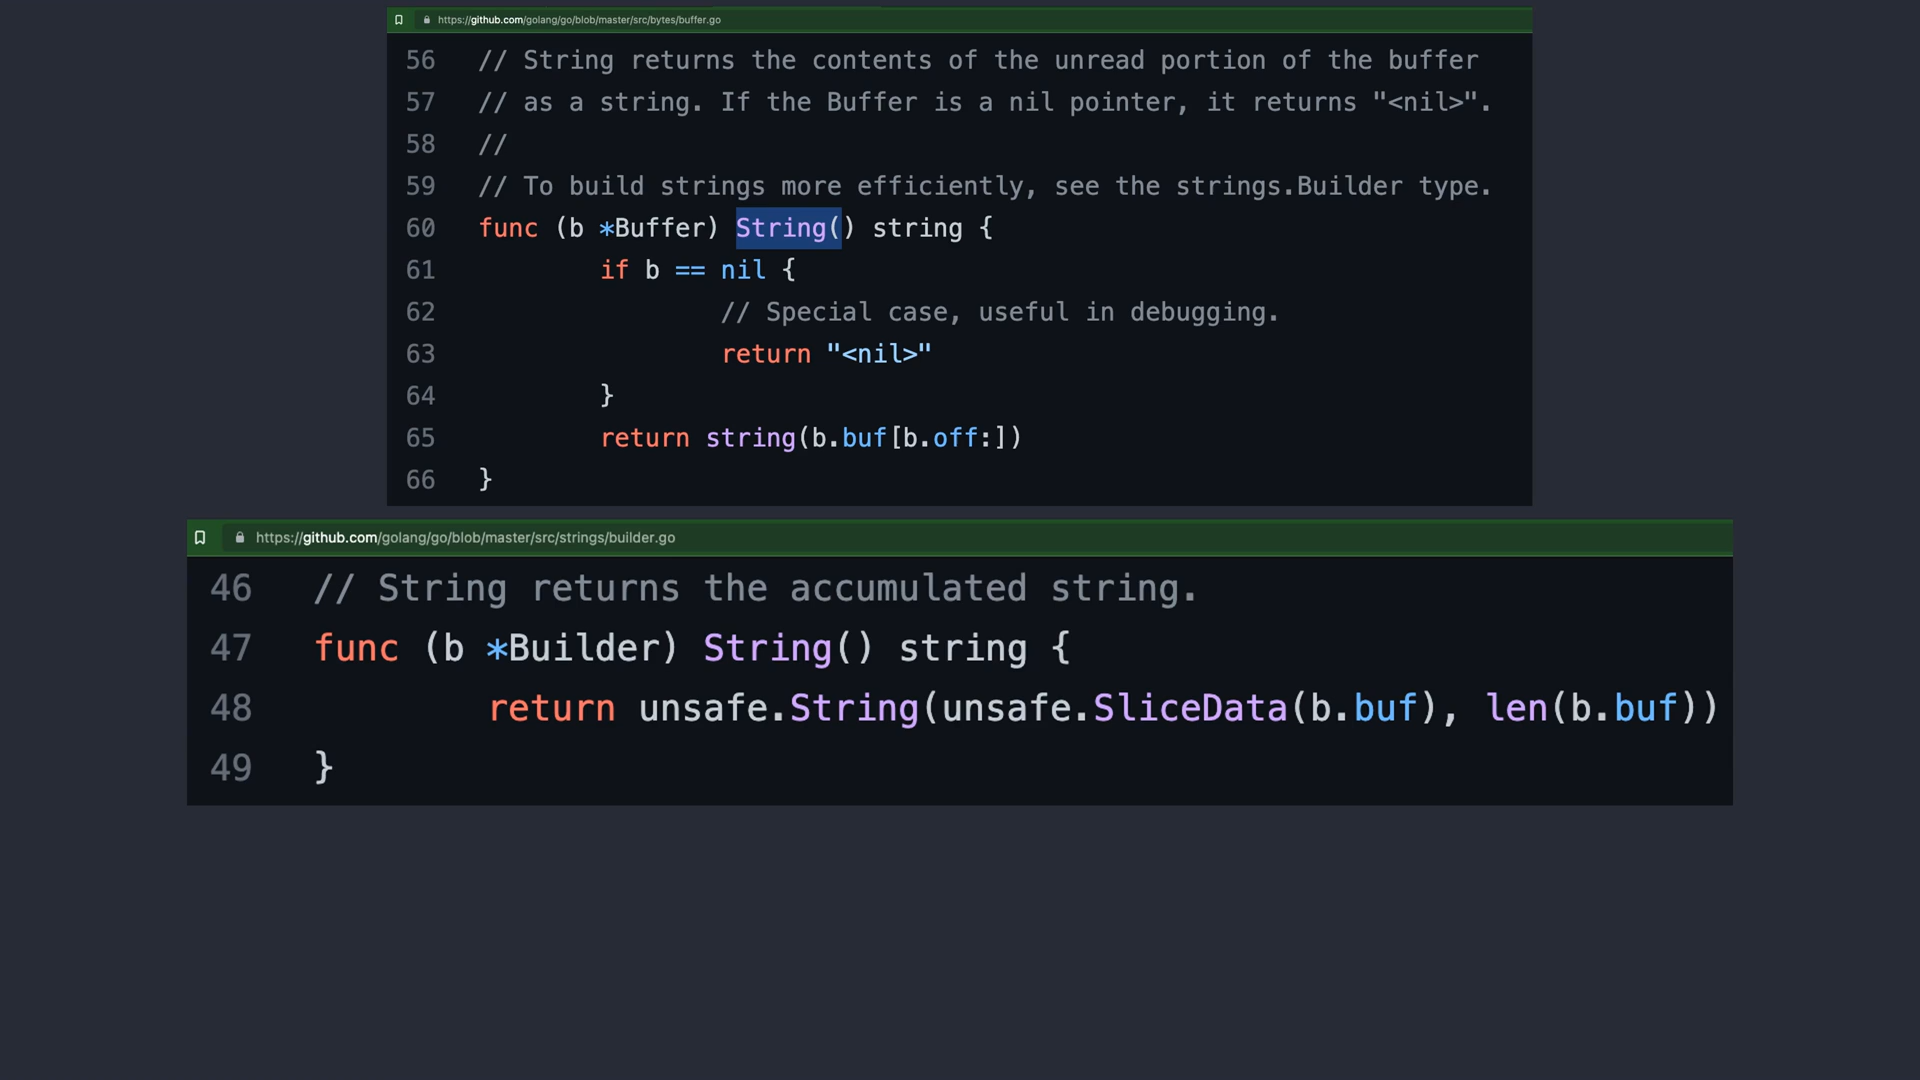 https://github.com/golang/go/blob/master/src/bytes/buffer.go
56 // String returns the contents of the unread portion of the buffer
57 // as a string. If the Buffer is a nil pointer, it returns "<nil>".
58 //
59 // To build strings more efficiently, see the strings.Builder type.
60 func (b *Buffer) String() string {
61 if b == nil {
62 // Special case, useful in debugging.
63 return "<nil>"
64 }
65 return string(b.buf[b.off:])
66 }
https://github.com/golang/go/blob/master/src/strings/builder.go
46 // String returns the accumulated string.
47 func (b *Builder) String() string {
48 return unsafe.String(unsafe.SliceData(b.buf), len(b.buf))
49 }